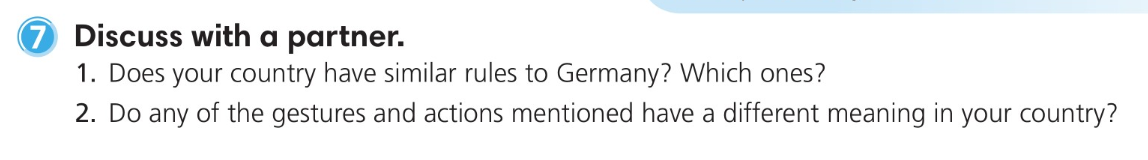 7 Discuss with a partner.
1. Does your country have similar rules to Germany? Which ones?
2. Do any of the gestures and actions mentioned have a different meaning in your country?